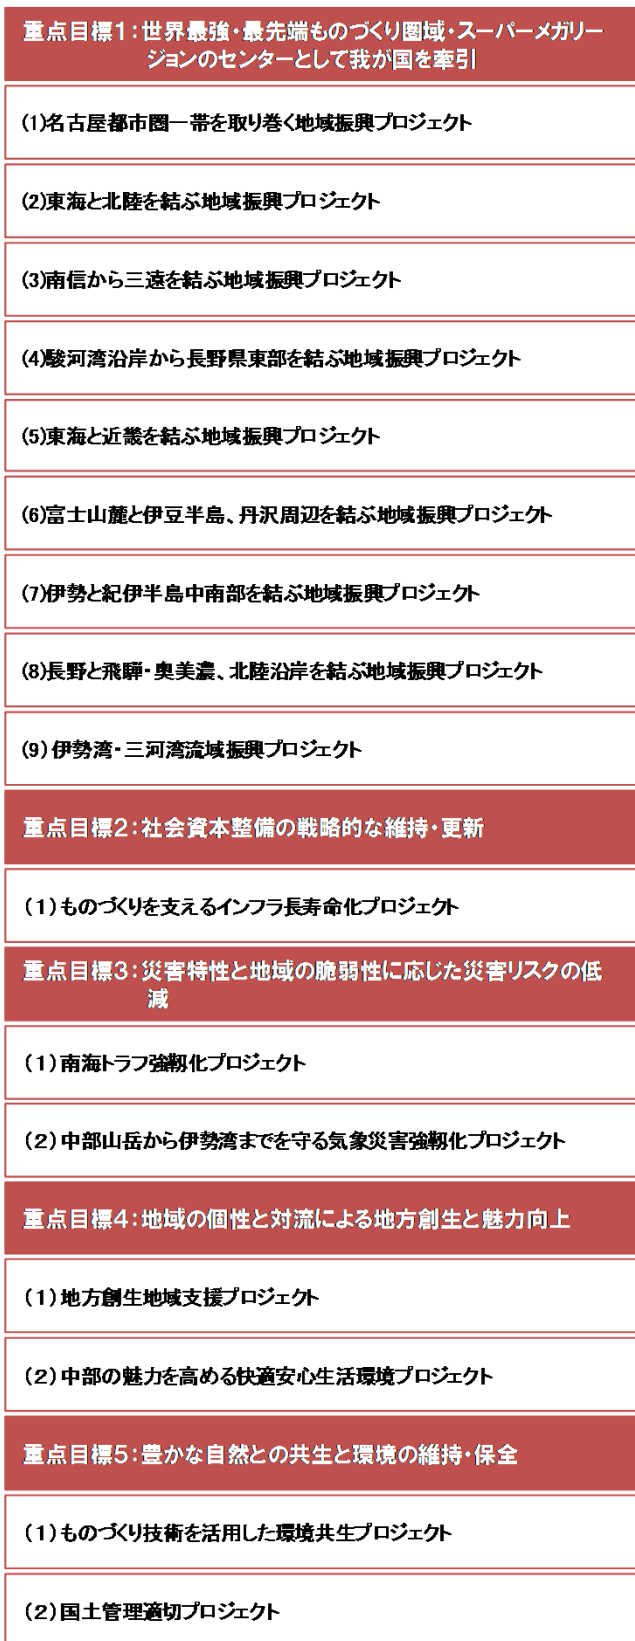 重点目標1：世界最強・最先端ものづくり圏域・スーパーメガリー
ジョンのセンターとして我が国を牽引
(1)名古屋都市圏一帯を取り巻く地域振興プロジェクト
(2)東海と北陸を結ぶ地域振興プロジェクト
(3)南信から三遠を結ぶ地域振興プロジェクト
(4)駿河湾沿岸から長野県東部を結ぶ地域振興プロジェクト
(5)東海と近畿を結ぶ地域振興プロジェクト
(6)富士山麓と伊豆半島、丹沢周辺を結ぶ地域振興プロジェクト
(7)伊勢と紀伊半島中南部を結ぶ地域振興プロジェクト
(8)長野と飛騨・奥美濃、北陸沿岸を結ぶ地域振興プロジェクト
(9)伊勢湾・三河湾流域振興プロジェクト
重点目標2：社会資本整備の戦略的な維持・更新
（1）ものづくりを支えるインフラ長寿命化プロジェクト
重点目標3：災害特性と地域の脆弱性に応じた災害リスクの低
減
（1）南海トラフ強靱化プロジェクト
（2）中部山岳から伊勢湾までを守る気象災害強靱化プロジェクト
重点目標4：地域の個性と対流による地方創生と魅力向上
（1）地方創生地域支援プロジェクト
（2）中部の魅力を高める快適安心生活環境プロジェクト
重点目標5：豊かな自然との共生と環境の維持・保全
（1）ものづくり技術を活用した環境共生プロジェクト
（2）国土管理適切プロジェクト